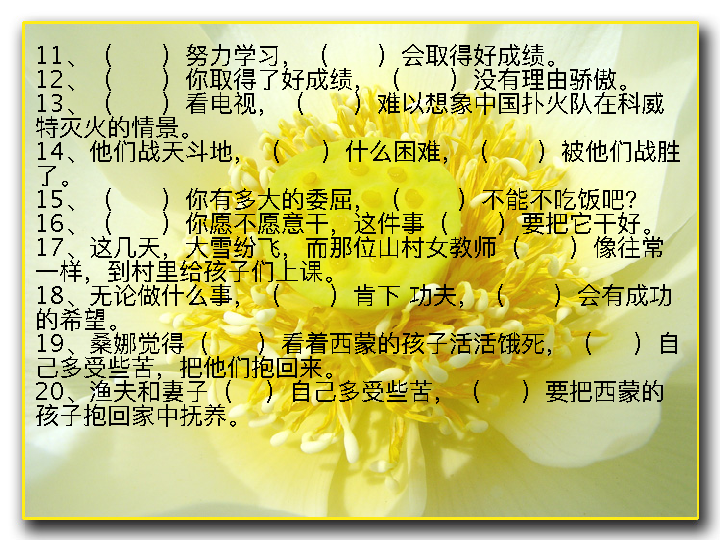 11、（    ）努力学习，（    ）会取得好成绩。
12、（    ）你取得了好成绩，（    ）没有理由骄傲。
13、（    ）看电视，（    ）难以想象中国扑火队在科威
特灭火的情景。
14、他们战天斗地，（    ）什么困难，（    ）被他们战胜
了。
15、（    ）你有多大的委屈，（    ）不能不吃饭吧？
16、（    ）你愿不愿意干，这件事（    ）要把它干好。
17、这几天，大雪纷飞，而那位山村女教师（    ）像往常
一样，到村里给孩子们上课。
18、无论做什么事，（    ）肯下 功夫，（    ）会有成功
的希望。
19、桑娜觉得（    ）看着西蒙的孩子活活饿死，（    ）自
己多受些苦，把他们抱回来。
20、渔夫和妻子（    ）自己多受些苦，（    ）要把西蒙的
孩子抱回家中抚养。